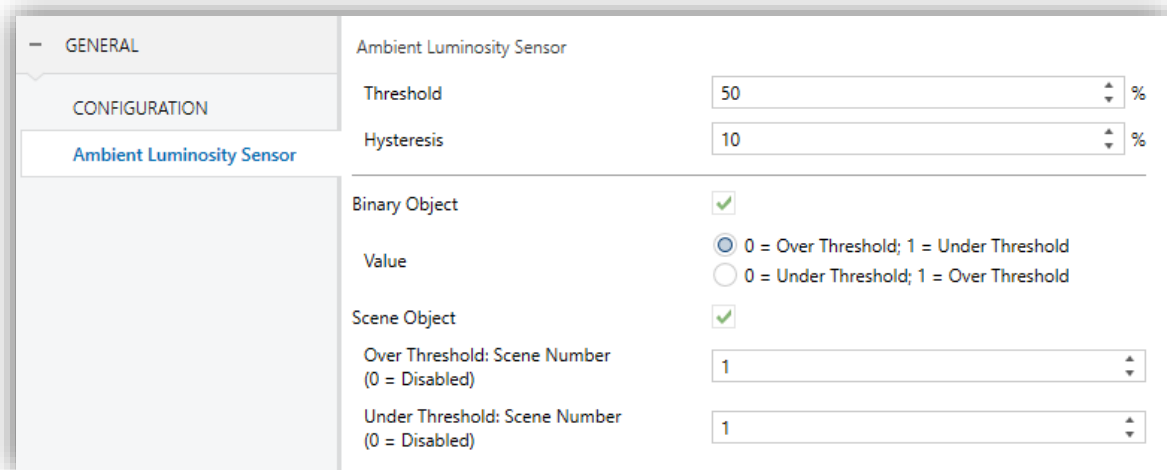 GENERAL
CONFIGURATION
Ambient Luminosity Sensor
Ambient Luminosity Sensor
Threshold 50 %
Hysteresis 10 %
Binary Object
Value
0 = Over Threshold; 1 = Under Threshold
0 = Under Threshold; 1 = Over Threshold
Scene Object
Over Threshold: Scene Number
(0 = Disabled)
1
Under Threshold: Scene Number
(0 = Disabled)
1